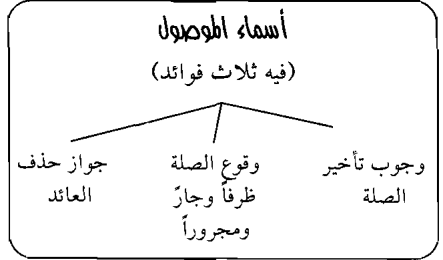 أسماء الموصول
(فيه ثلاث فوائد)
وجوب تأخير
الصلة
وقوع الصلة
ظرفاً وجارّ
ومجروراً
جواز حذف
العائد